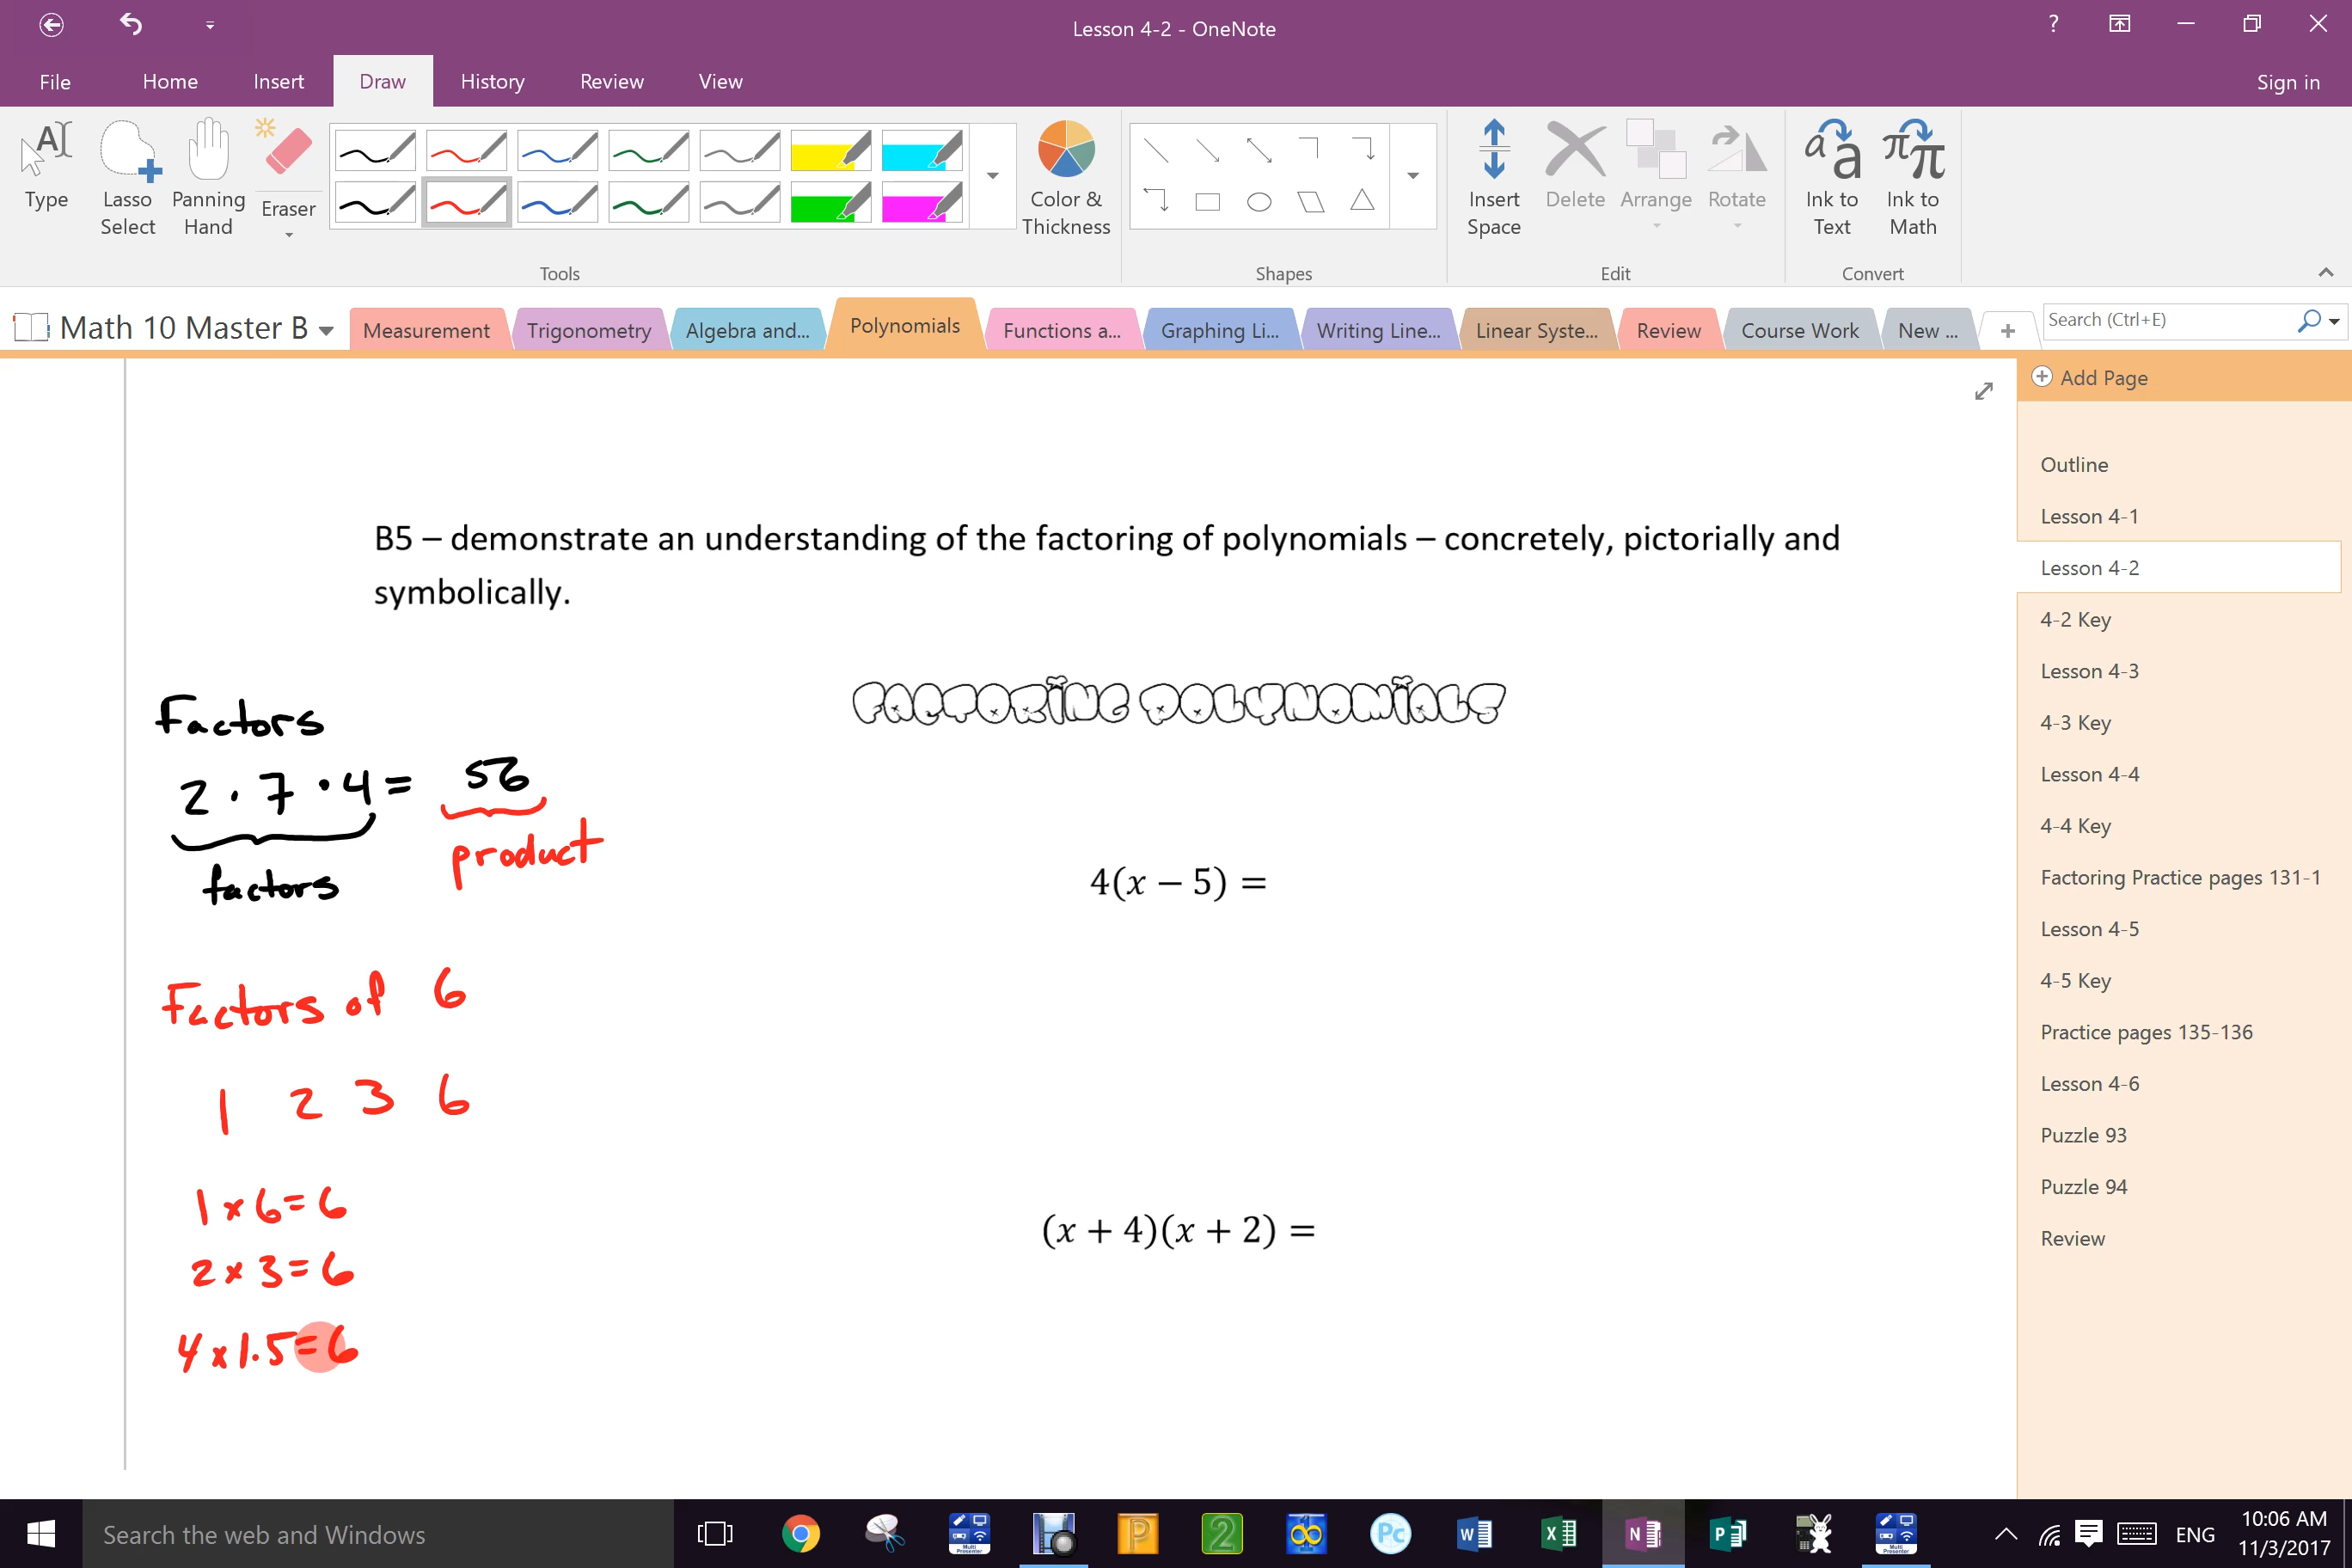 Lesson 4-2 - OneNote
?
File Home Insert Draw History Review View Sign in
Type
Lasso Select
Panning Hand
Eraser
Color & Thickness
Insert Space
Delete
Arrange
Rotate
Ink to Text
Ink to Math
Tools Shapes Edit Convert
Math 10 Master B
Measurement Trigonometry Algebra and... Polynomials Functions a... Graphing Li... Writing Line... Linear Syste... Review Course Work New ... +
Search (Ctrl+E)
B5 – demonstrate an understanding of the factoring of polynomials – concretely, pictorially and
symbolically.
FACTORING POLYNOMIALS
Factors
2 · 7 · 4 = 56
product
factors
4(x − 5) =
Factors of 6
1 2 3 6
1 × 6 = 6
2 × 3 = 6
4 × 1.5 = 6
(x + 4)(x + 2) =
Add Page
Outline
Lesson 4-1
Lesson 4-2
4-2 Key
Lesson 4-3
4-3 Key
Lesson 4-4
4-4 Key
Factoring Practice pages 131-1
Lesson 4-5
4-5 Key
Practice pages 135-136
Lesson 4-6
Puzzle 93
Puzzle 94
Review
Search the web and Windows
ENG
10:06 AM
11/3/2017